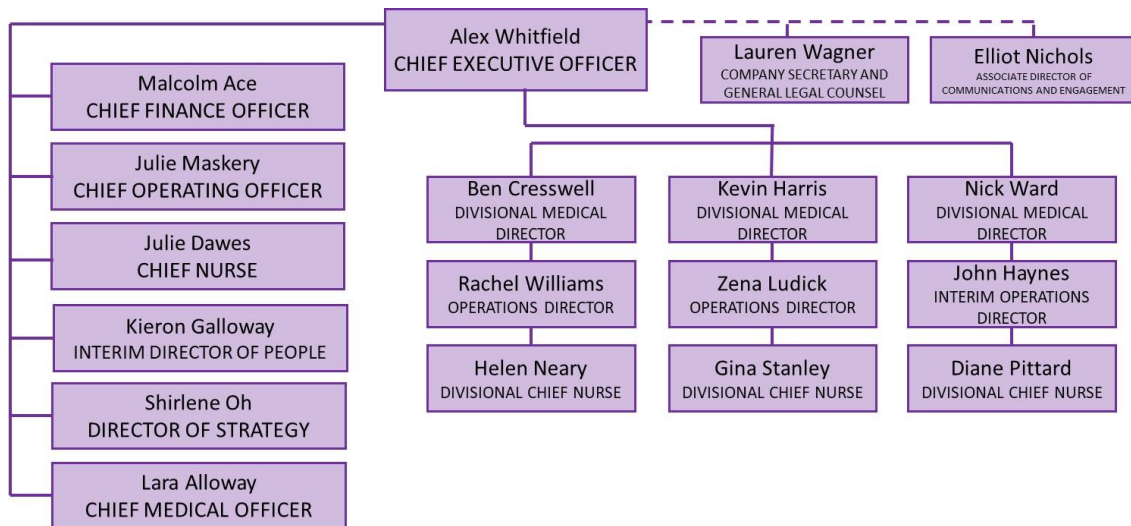 Alex Whitfield
CHIEF EXECUTIVE OFFICER
Lauren Wagner
COMPANY SECRETARY AND
GENERAL LEGAL COUNSEL
Elliot Nichols
ASSOCIATE DIRECTOR OF
COMMUNICATIONS AND ENGAGEMENT
Malcolm Ace
CHIEF FINANCE OFFICER
Julie Maskery
CHIEF OPERATING OFFICER
Julie Dawes
CHIEF NURSE
Kieron Galloway
INTERIM DIRECTOR OF PEOPLE
Shirlene Oh
DIRECTOR OF STRATEGY
Lara Alloway
CHIEF MEDICAL OFFICER
Ben Cresswell
DIVISIONAL MEDICAL
DIRECTOR
Rachel Williams
OPERATIONS DIRECTOR
Helen Neary
DIVISIONAL CHIEF NURSE
Kevin Harris
DIVISIONAL MEDICAL
DIRECTOR
Zena Ludick
OPERATIONS DIRECTOR
Gina Stanley
DIVISIONAL CHIEF NURSE
Nick Ward
DIVISIONAL MEDICAL
DIRECTOR
John Haynes
INTERIM OPERATIONS
DIRECTOR
Diane Pittard
DIVISIONAL CHIEF NURSE